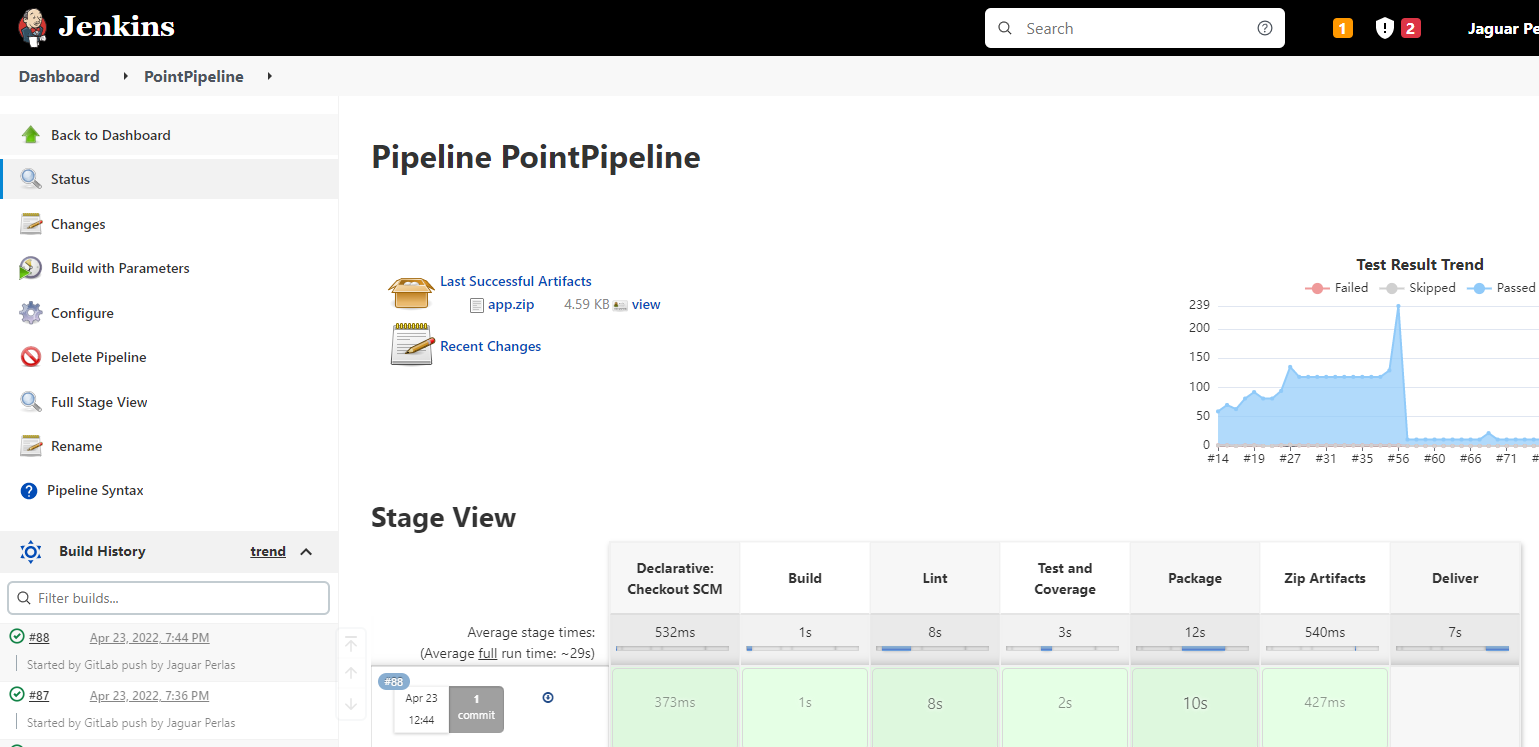 Jenkins
Search
1
2
Jaguar Pe
Dashboard
PointPipeline
Back to Dashboard
Status
Changes
Build with Parameters
Configure
Delete Pipeline
Full Stage View
Rename
Pipeline Syntax
Build History trend
Filter builds...
#88 Apr 23, 2022, 7:44 PM
Started by GitLab push by Jaguar Perlas
#87 Apr 23, 2022, 7:36 PM
Started by GitLab push by Jaguar Perlas
Pipeline PointPipeline
Last Successful Artifacts
app.zip 4.59 KB view
Recent Changes
Test Result Trend
Failed Skipped Passed
239
200
150
100
50
0
#14 #19 #27 #31 #35 #56 #60 #66 #71 #
Stage View
Declarative: Checkout SCM
Build
Lint
Test and Coverage
Package
Zip Artifacts
Deliver
Average stage times:
(Average full run time: ~29s)
532ms 1s 8s 3s 12s 540ms 7s
#88
Apr 23
12:44
1
commit
373ms 1s 8s 2s 10s 427ms